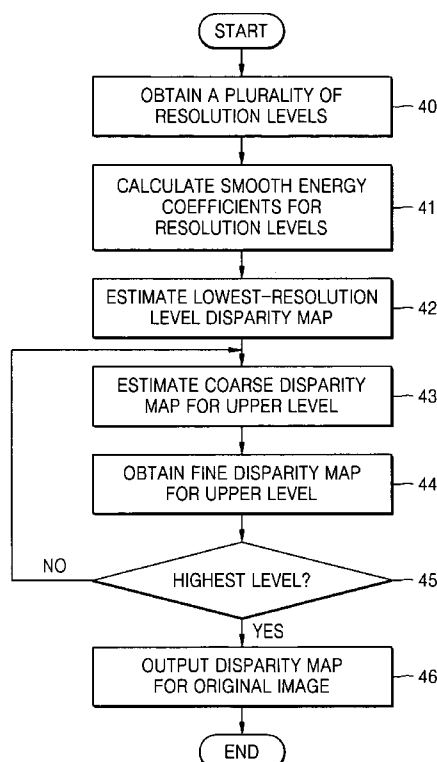 START
OBTAIN A PLURALITY OF
RESOLUTION LEVELS
40
CALCULATE SMOOTH ENERGY
COEFFICIENTS FOR
RESOLUTION LEVELS
41
ESTIMATE LOWEST-RESOLUTION
LEVEL DISPARITY MAP
42
ESTIMATE COARSE DISPARITY
MAP FOR UPPER LEVEL
43
OBTAIN FINE DISPARITY MAP
FOR UPPER LEVEL
44
NO
HIGHEST LEVEL?
45
YES
OUTPUT DISPARITY MAP
FOR ORIGINAL IMAGE
46
END